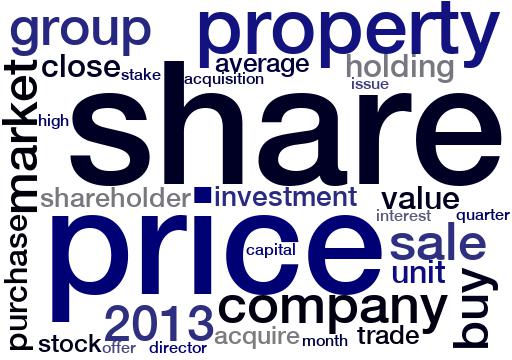 group
property
close
stake
acquisition
average
holding
issue
market
high
share
shareholder
investment
value
interest
quarter
purchase
price
capital
sale
unit
company
buy
2013
stock
offer
director
acquire
month
trade